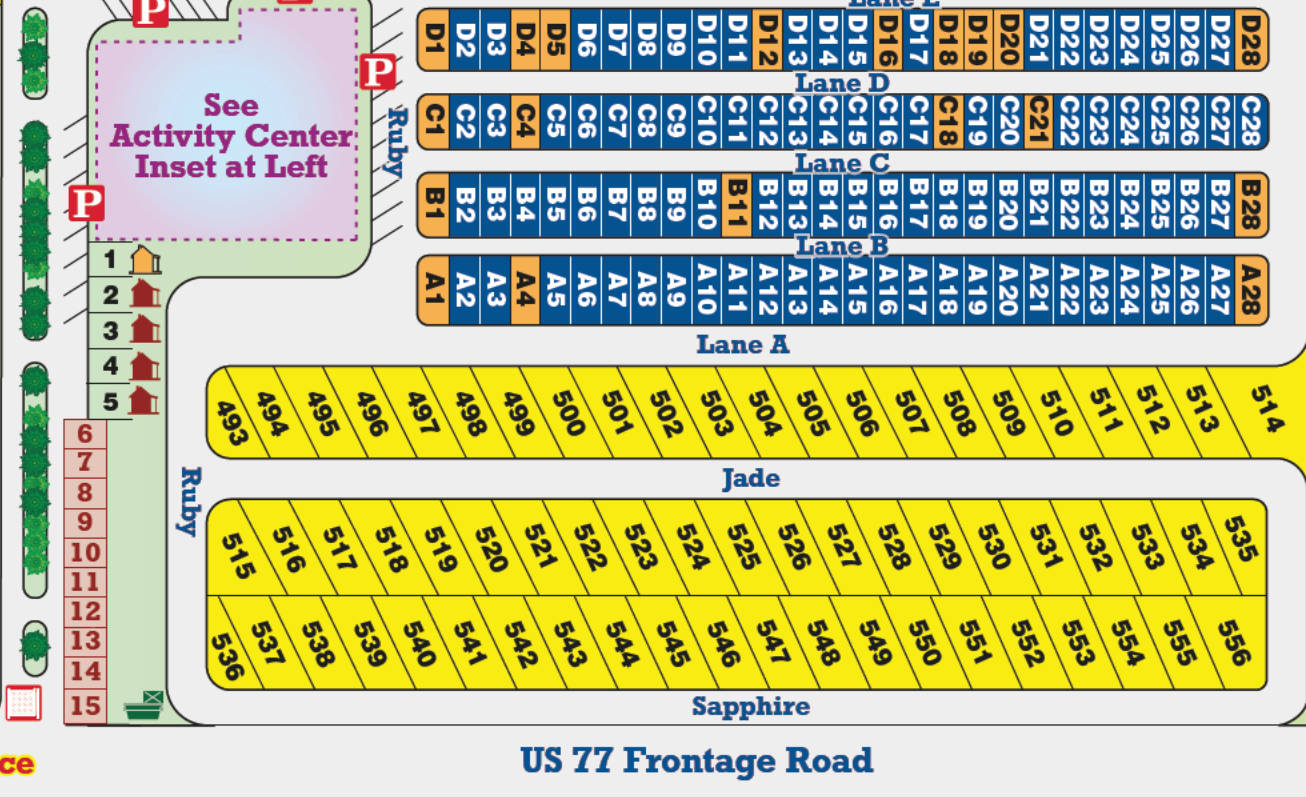 Lane E
P
P
D1 D2 D3 D4 D5 D6 D7 D8 D9 D10 D11 D12 D13 D14 D15 D16 D17 D18 D19 D20 D21 D22 D23 D24 D25 D26 D27 D28
Lane D
See
Activity Center
Inset at Left
Ruby
C1 C2 C3 C4 C5 C6 C7 C8 C9 C10 C11 C12 C13 C14 C15 C16 C17 C18 C19 C20 C21 C22 C23 C24 C25 C26 C27 C28
Lane C
P
B1 B2 B3 B4 B5 B6 B7 B8 B9 B10 B11 B12 B13 B14 B15 B16 B17 B18 B19 B20 B21 B22 B23 B24 B25 B26 B27 B28
Lane B
A1 A2 A3 A4 A5 A6 A7 A8 A9 A10 A11 A12 A13 A14 A15 A16 A17 A18 A19 A20 A21 A22 A23 A24 A25 A26 A27 A28
Lane A
1
2
3
4
5
6
7
8
9
10
11
12
13
14
15
493 494 495 496 497 498 499 500 501 502 503 504 505 506 507 508 509 510 511 512 513 514
Jade
Ruby
515 516 517 518 519 520 521 522 523 524 525 526 527 528 529 530 531 532 533 534 535
536 537 538 539 540 541 542 543 544 545 546 547 548 549 550 551 552 553 554 555 556
Sapphire
ce
US 77 Frontage Road